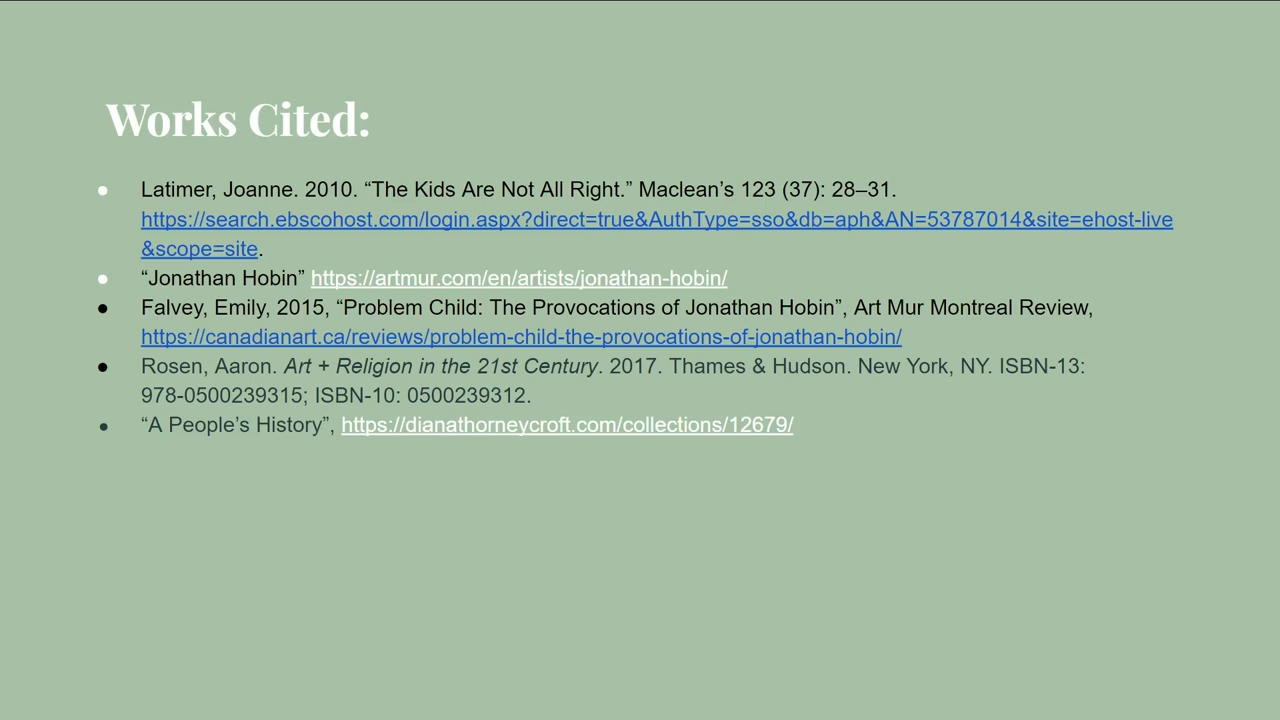 Works Cited:
● Latimer, Joanne. 2010. “The Kids Are Not All Right.” Maclean’s 123 (37): 28–31.
https://search.ebscohost.com/login.aspx?direct=true&AuthType=sso&db=aph&AN=53787014&site=ehost-live
&scope=site.
● “Jonathan Hobin” https://artmur.com/en/artists/jonathan-hobin/
● Falvey, Emily, 2015, “Problem Child: The Provocations of Jonathan Hobin”, Art Mur Montreal Review,
https://canadianart.ca/reviews/problem-child-the-provocations-of-jonathan-hobin/
● Rosen, Aaron. Art + Religion in the 21st Century. 2017. Thames & Hudson. New York, NY. ISBN-13:
978-0500239315; ISBN-10: 0500239312.
● “A People’s History”, https://dianathorneycroft.com/collections/12679/